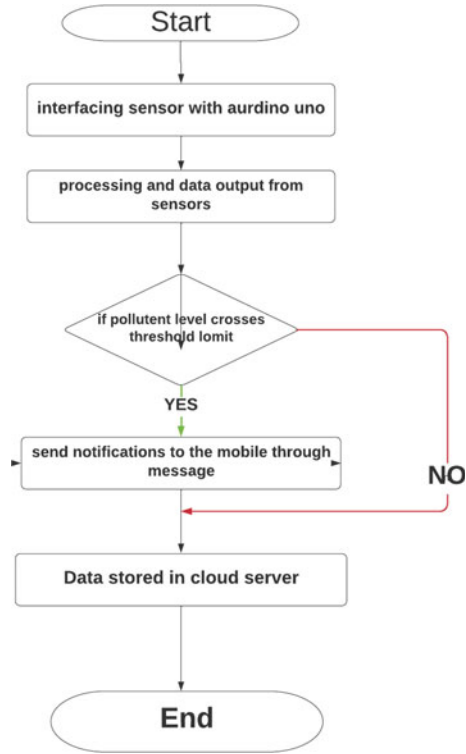 Start
interfacing sensor with aurdino uno
processing and data output from
sensors
if pollutent level crosses
threshold lomit
YES
send notifications to the mobile through
message
NO
Data stored in cloud server
End